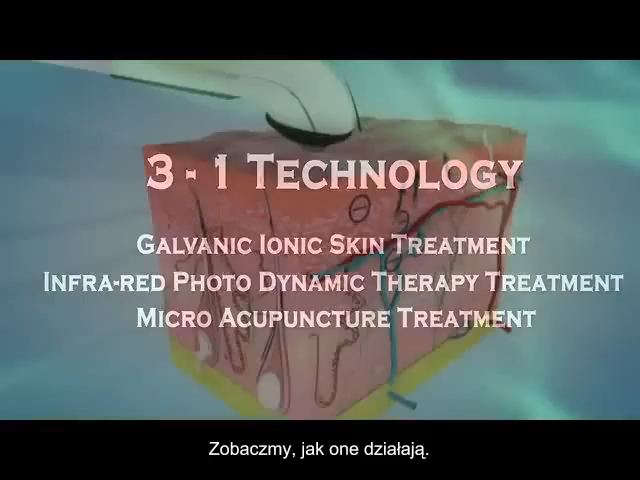 3 - 1 Technology
Galvanic Ionic Skin Treatment
Infra-red Photo Dynamic Therapy Treatment
Micro Acupuncture Treatment
Zobaczmy, jak one działają.